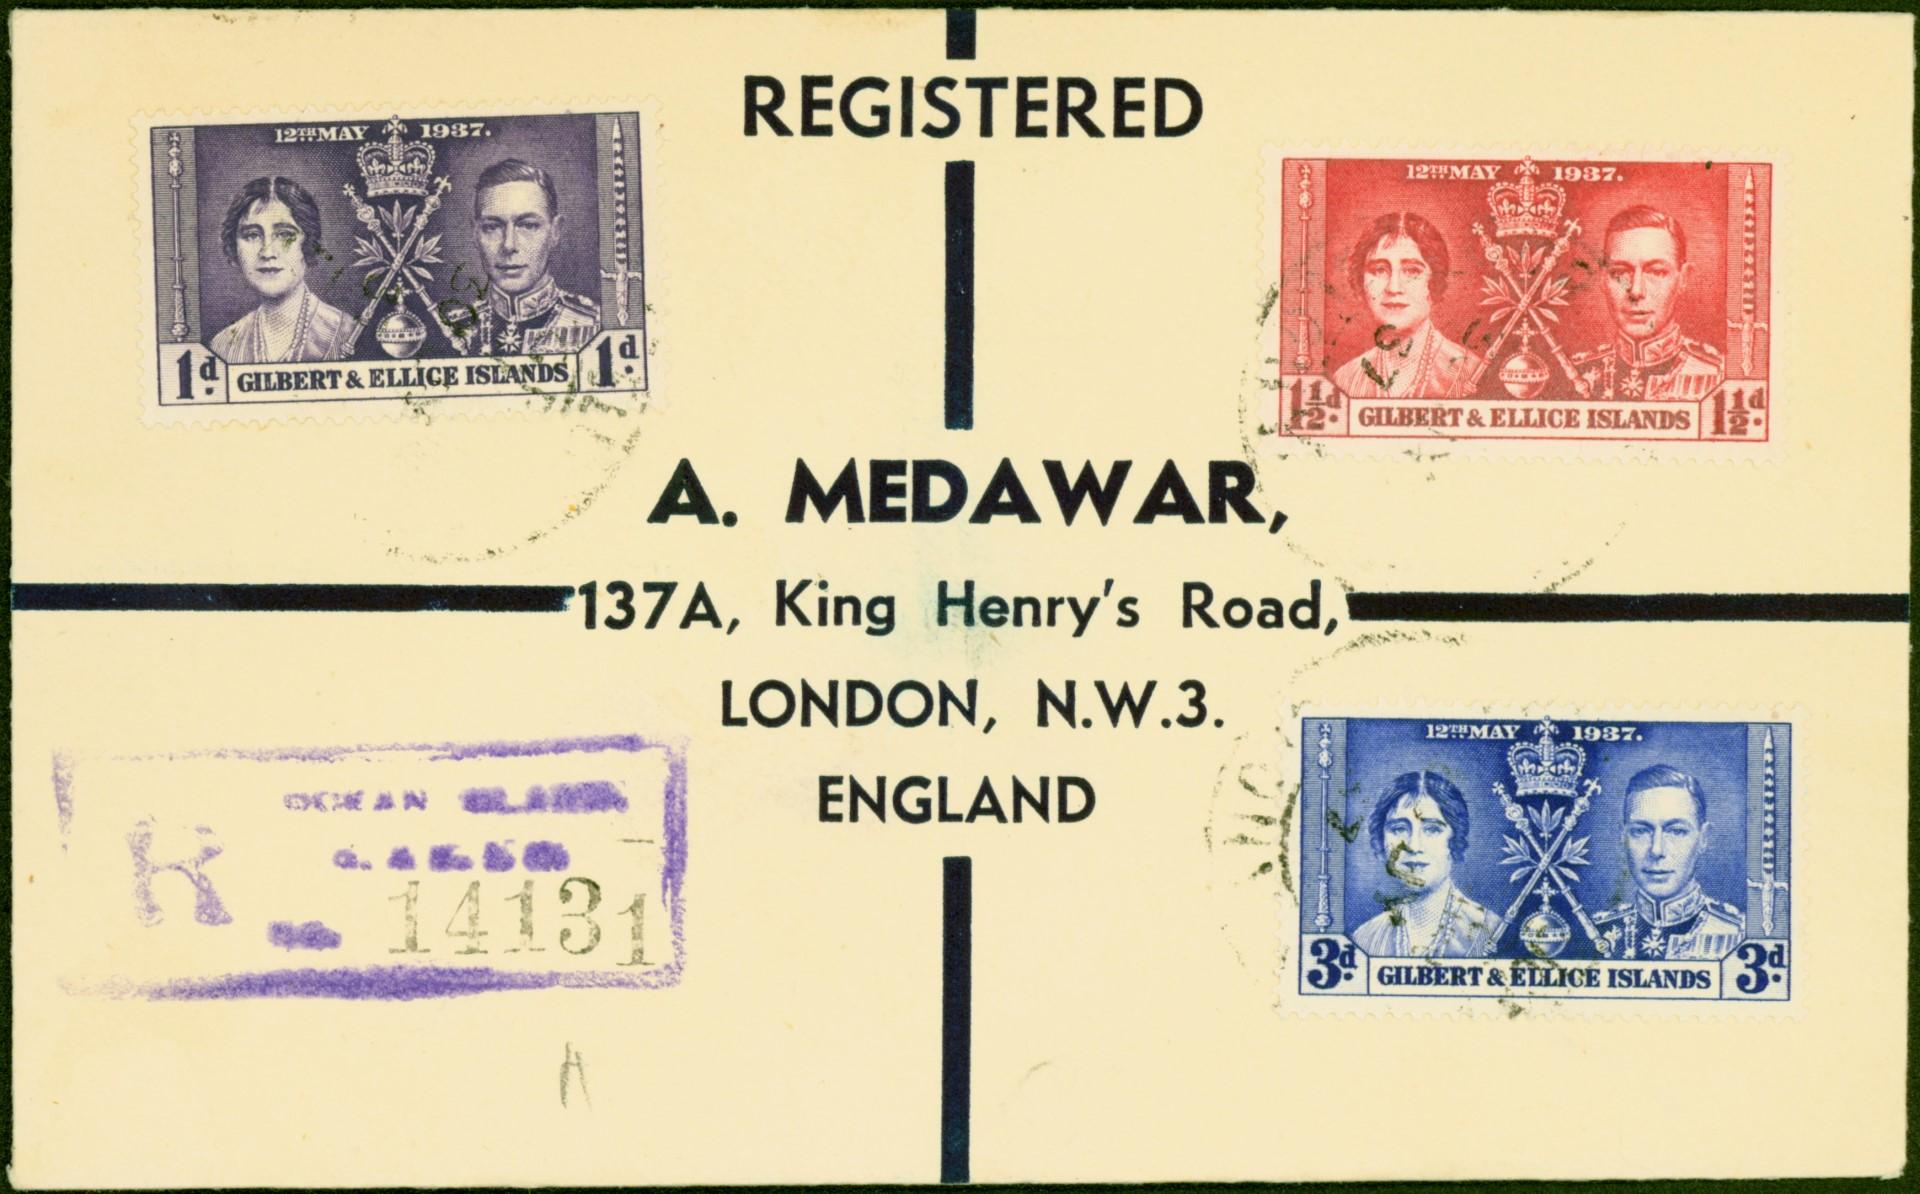 REGISTERED
12TH MAY 1937.
1d. GILBERT & ELLICE ISLANDS 1d.
12TH MAY 1937.
1½d. GILBERT & ELLICE ISLANDS 1½d.
A. MEDAWAR,
137A, King Henry's Road,
LONDON, N.W.3.
ENGLAND
12TH MAY 1937.
3d. GILBERT & ELLICE ISLANDS 3d.
R
OCEAN
14131